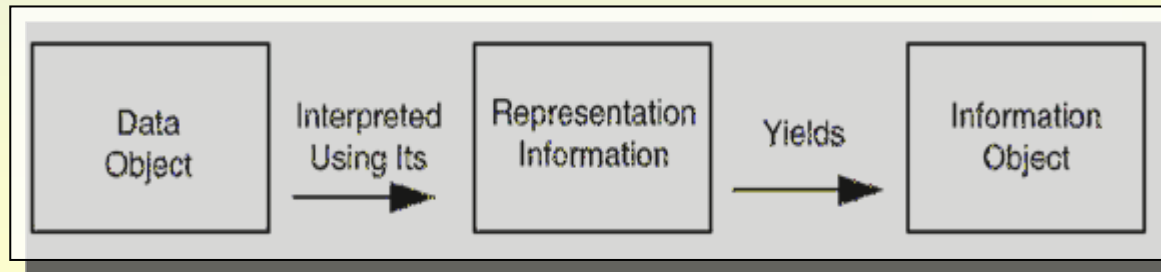 Data
Object
Interpreted
Using Its
Representation
Information
Yields
Information
Object